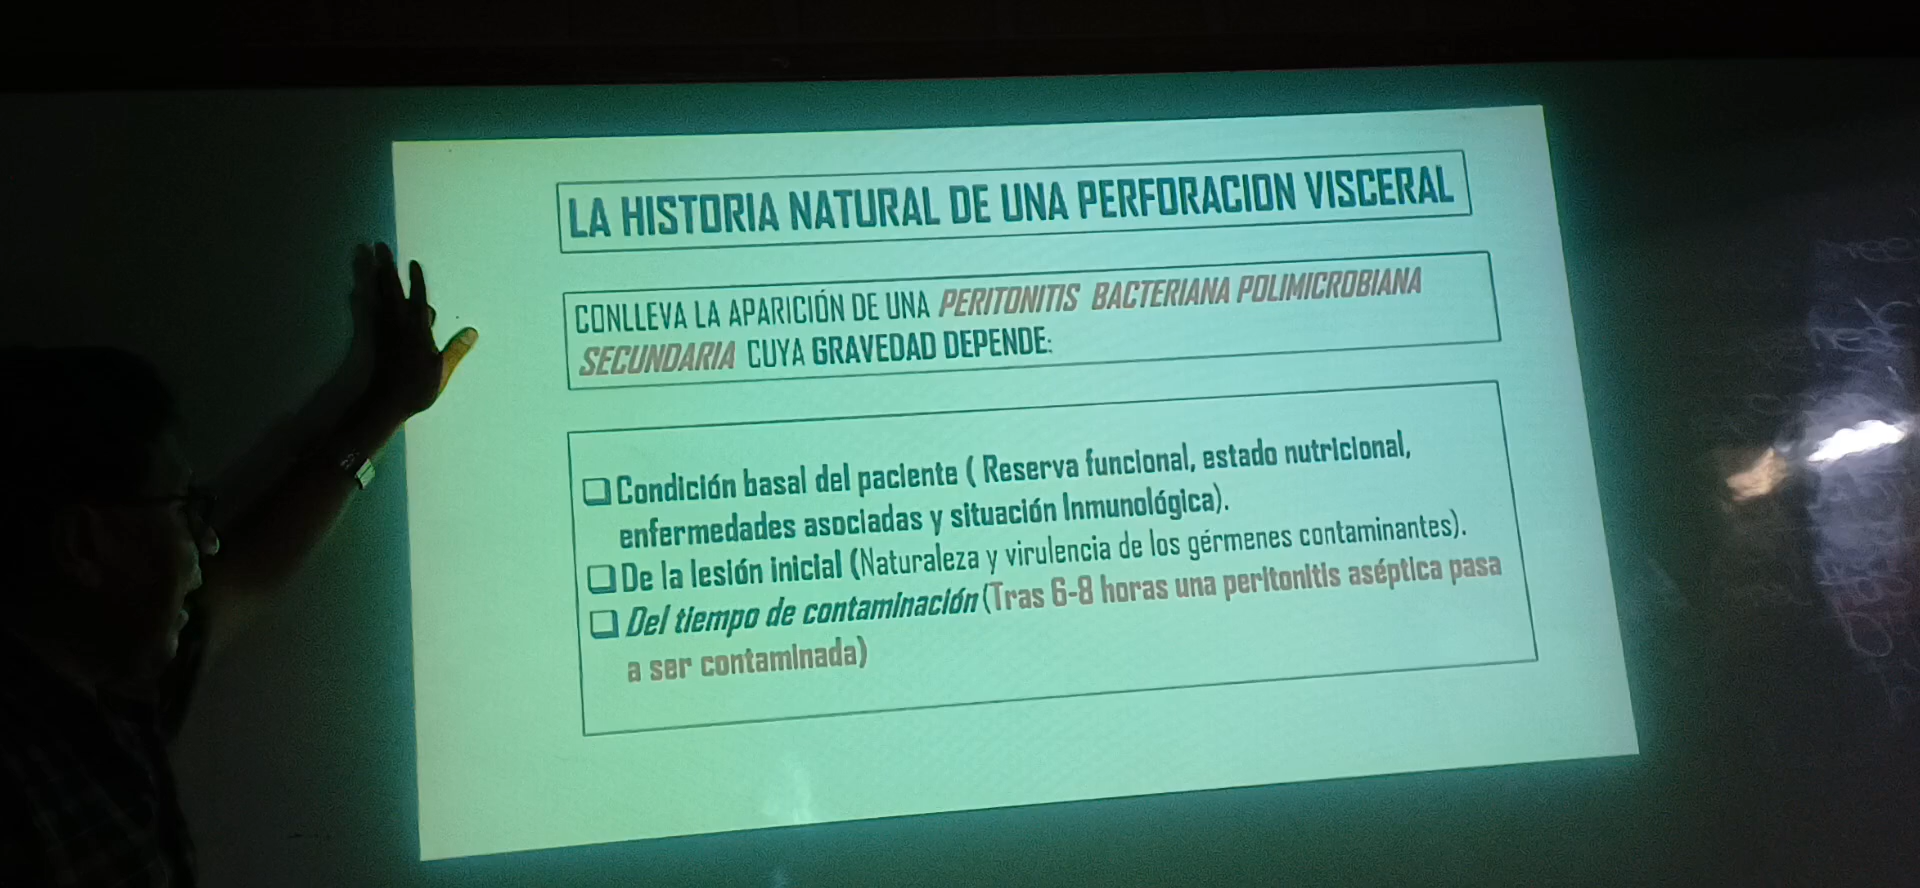 LA HISTORIA NATURAL DE UNA PERFORACION VISCERAL
CONLLEVA LA APARICIÓN DE UNA PERITONITIS BACTERIANA POLIMICROBIANA
SECUNDARIA CUYA GRAVEDAD DEPENDE:
❑ Condición basal del paciente ( Reserva funcional, estado nutricional,
enfermedades asociadas y situación Inmunológica).
❑ De la lesión inicial (Naturaleza y virulencia de los gérmenes contaminantes).
❑ Del tiempo de contaminación (Tras 6-8 horas una peritonitis aséptica pasa
a ser contaminada)